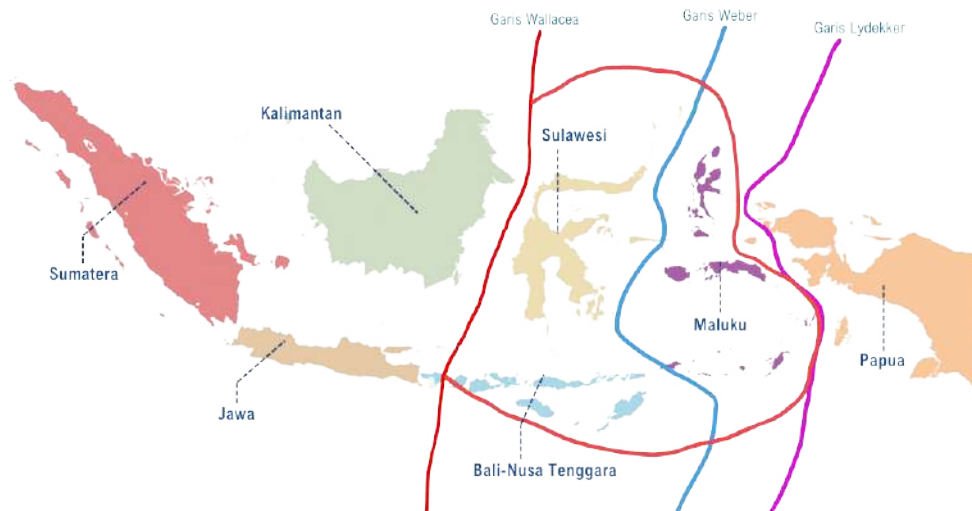 Garis Wallacea
Garis Weber
Garis Lydekker
Kalimantan
Sulawesi
Sumatera
Maluku
Papua
Jawa
Bali-Nusa Tenggara